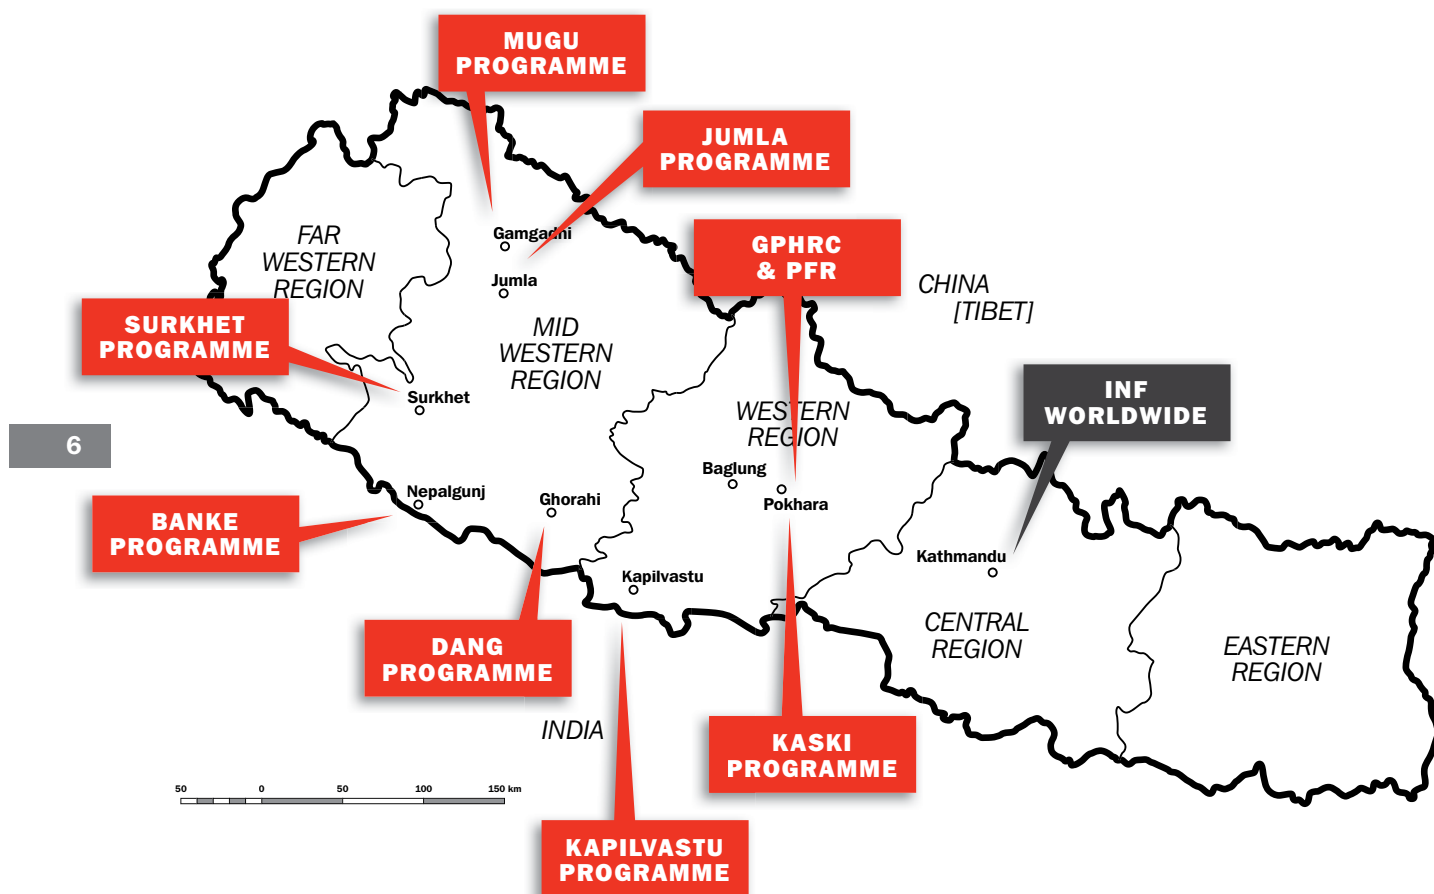 MUGU
PROGRAMME
JUMLA
PROGRAMME
Gamgadhi
FAR
WESTERN
REGION
GPHRC
& PFR
CHINA
[TIBET]
Jumla
SURKHET
PROGRAMME
MID
WESTERN
REGION
Surkhet
INF
WORLDWIDE
WESTERN
REGION
6
Baglung
Nepalgunj
Ghorahi
Pokhara
BANKE
PROGRAMME
Kathmandu
Kapilvastu
DANG
PROGRAMME
CENTRAL
REGION
EASTERN
REGION
INDIA
KASKI
PROGRAMME
50 0 50 100 150 km
KAPILVASTU
PROGRAMME